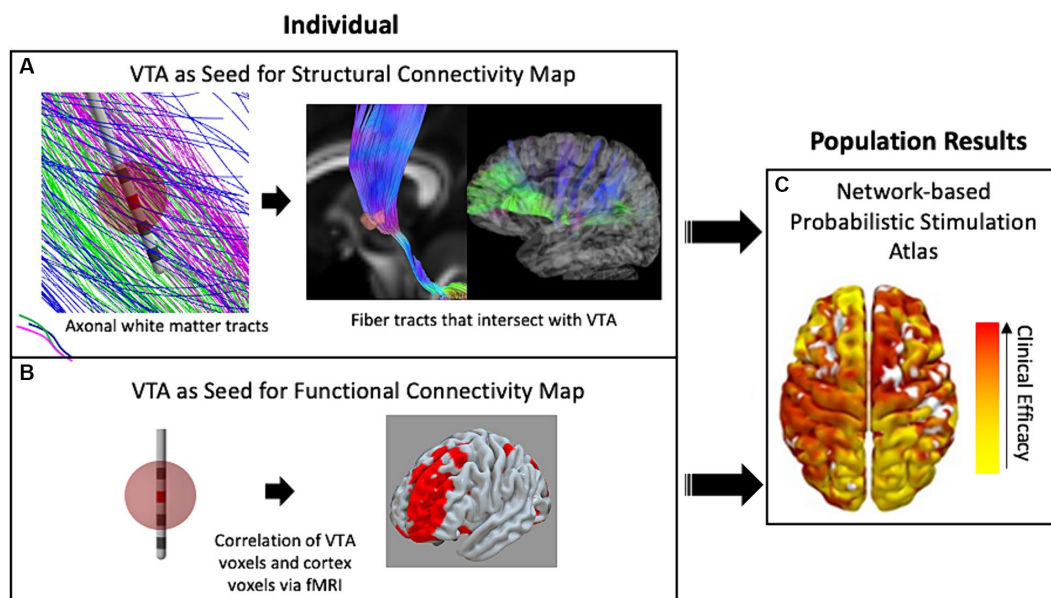 Individual
A
VTA as Seed for Structural Connectivity Map
Axonal white matter tracts
Fiber tracts that intersect with VTA
B
VTA as Seed for Functional Connectivity Map
Correlation of VTA
voxels and cortex
voxels via fMRI
Population Results
C
Network-based
Probabilistic Stimulation
Atlas
Clinical Efficacy